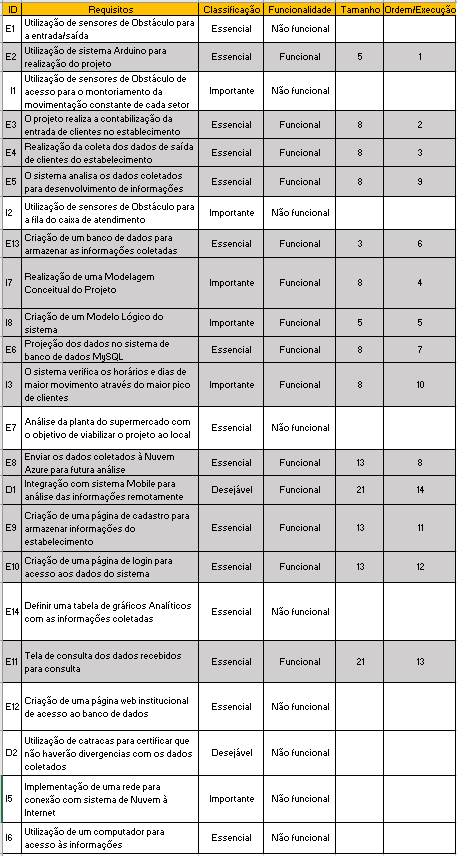 ID Requisitos Classificação Funcionalidade Tamanho Ordem/Execução
E1 Utilização de sensores de Obstáculo para Essencial Não funcional
a entrada/saída
E2 Utilização de sistema Arduino para Essencial Funcional 5 1
realização do projeto
I1 Utilização de sensores de Obstáculo de Importante Não funcional
acesso para o montoriamento da
movimentação constante de cada setor
E3 O projeto realiza a contabilização da Essencial Funcional 8 2
entrada de clientes no establecimento
E4 Realização da coleta dos dados de saída Essencial Funcional 8 3
de clientes do estabelecimento
E5 O sistema analisa os dados coletados Essencial Funcional 8 9
para desenvolvimento de informações
I2 Utilização de sensores de Obstáculo para Importante Não funcional
a fila do caixa de atendimento
E13 Criação de um banco de dados para Essencial Funcional 3 6
armazenar as informações coletadas
I7 Realização de uma Modelagem Importante Funcional 8 4
Conceitual do Projeto
I8 Criação de um Modelo Lógico do Importante Funcional 5 5
sistema
E6 Projeção dos dados no sistema de Essencial Funcional 8 7
banco de dados MySQL
I3 O sistema verifica os horários e dias de Importante Funcional 8 10
maior movimento através do maior pico
de clientes
E7 Análise da planta do supermercado com Essencial Não funcional
o objetivo de viabilizar o projeto ao local
E8 Enviar os dados coletados à Nuvem Essencial Funcional 13 8
Azure para futura análise
D1 Integração com sistema Mobile para Desejável Funcional 21 14
análise das informações remotamente
E9 Criação de uma página de cadastro para Essencial Funcional 13 11
armazenar informações do
estabelecimento
E10 Criação de uma página de login para Essencial Funcional 13 12
acesso aos dados do sistema
E14 Definir uma tabela de gráficos Analíticos Essencial Não funcional
com as informações coletadas
E11 Tela de consulta dos dados recebidos Essencial Funcional 21 13
para consulta
E12 Criação de uma página web institucional Essencial Não funcional
de acesso ao banco de dados
D2 Utilização de catracas para certificar que Desejável Não funcional
não haverão divergencias com os dados
coletados
I5 Implementação de uma rede para Importante Não funcional
conexão com sistema de Nuvem à
Internet
I6 Utilização de um computador para Essencial Não funcional
acesso às informações